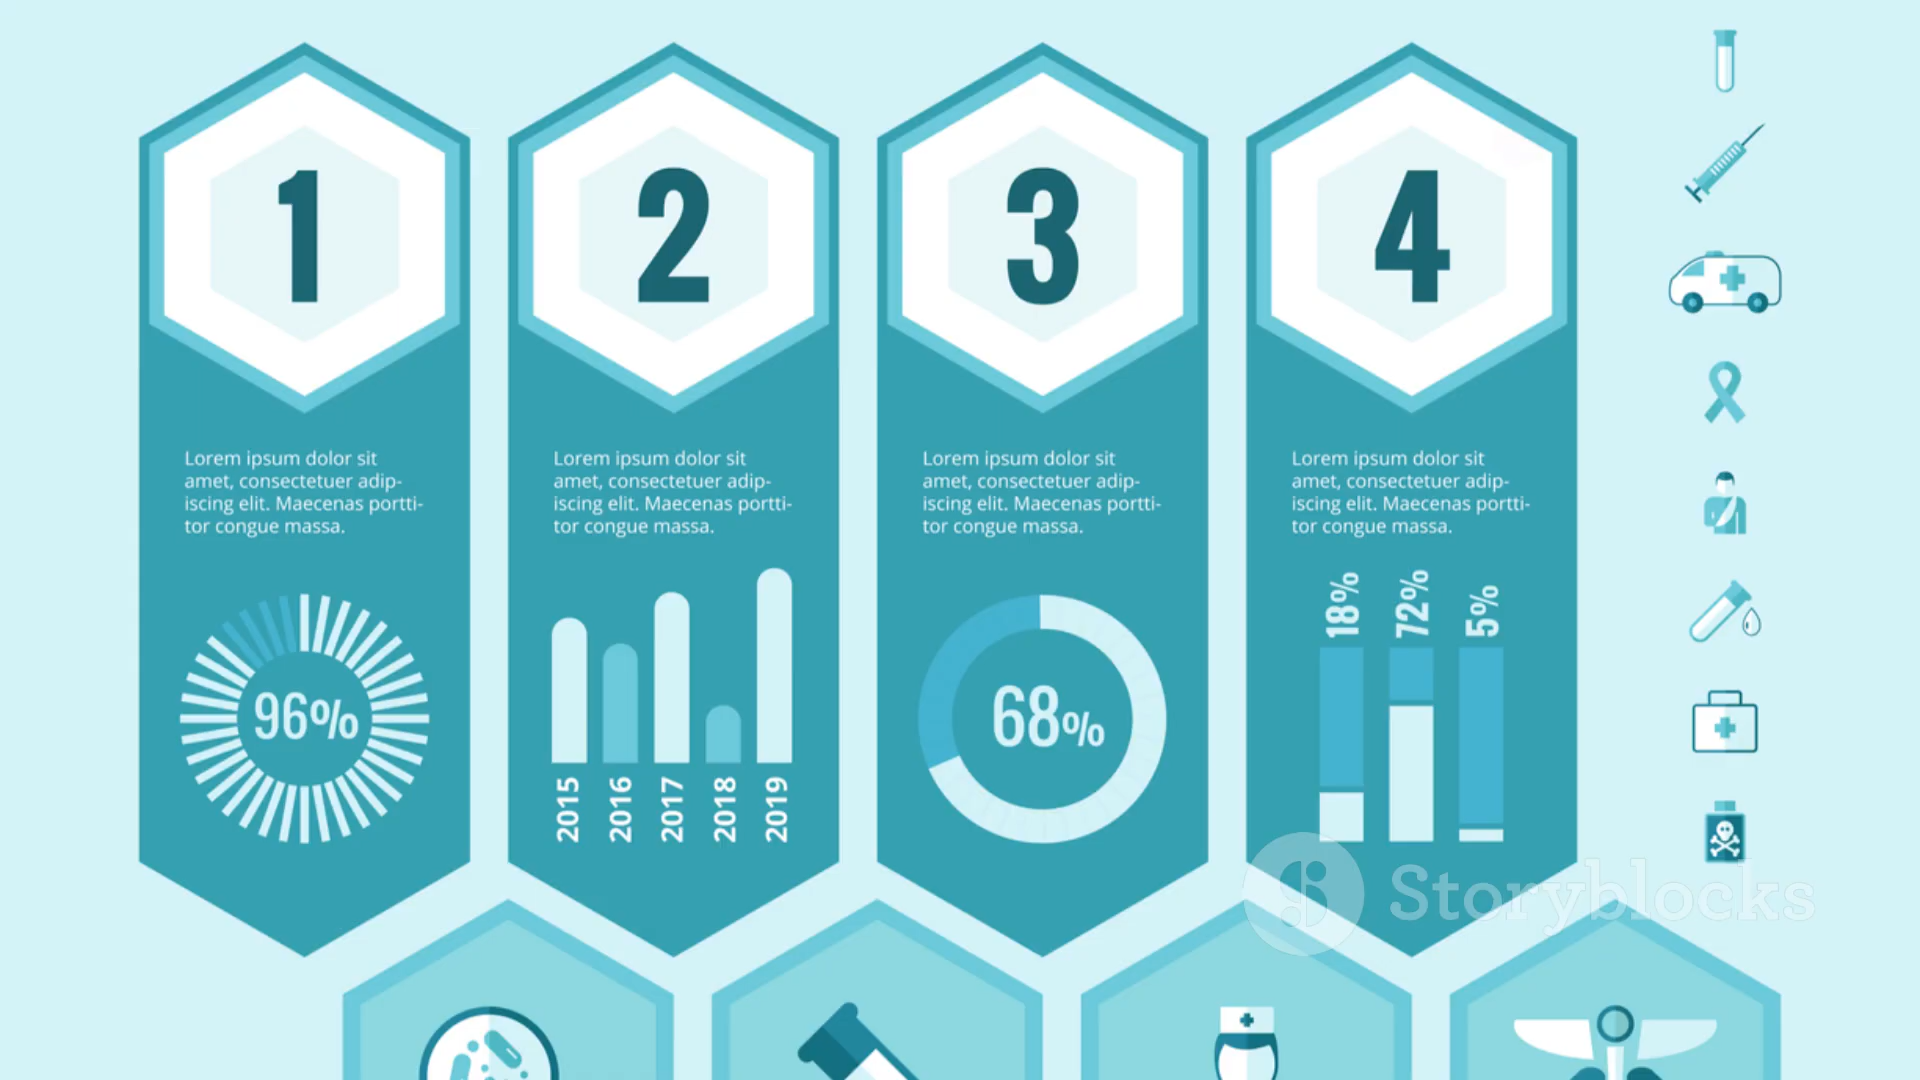 1
2
3
4
Lorem ipsum dolor sit
amet, consectetuer adip-
iscing elit. Maecenas portti-
tor congue massa.
Lorem ipsum dolor sit
amet, consectetuer adip-
iscing elit. Maecenas portti-
tor congue massa.
Lorem ipsum dolor sit
amet, consectetuer adip-
iscing elit. Maecenas portti-
tor congue massa.
Lorem ipsum dolor sit
amet, consectetuer adip-
iscing elit. Maecenas portti-
tor congue massa.
96%
2015
2016
2017
2018
2019
68%
18%
72%
5%
Storyblocks